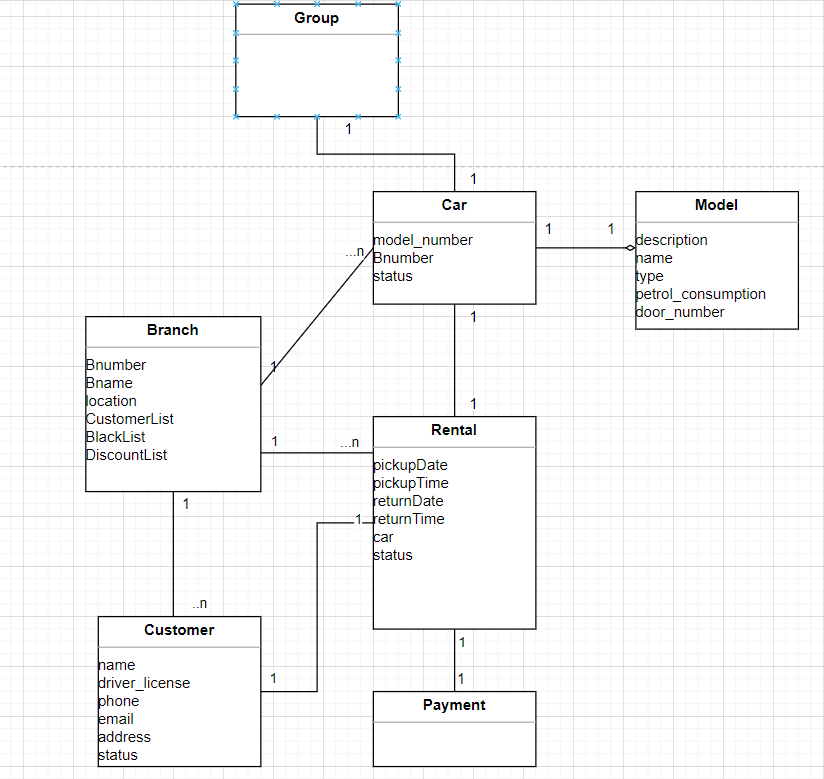 Group
1
1
Car
model_number
Bnumber
status
1
1
Model
description
name
type
petrol_consumption
door_number
...n
1
Branch
Bnumber
Bname
location
CustomerList
BlackList
DiscountList
1
1
1
...n
Rental
pickupDate
pickupTime
returnDate
returnTime
car
status
1
1
..n
Customer
name
driver_license
phone
email
address
status
1
1
1
Payment